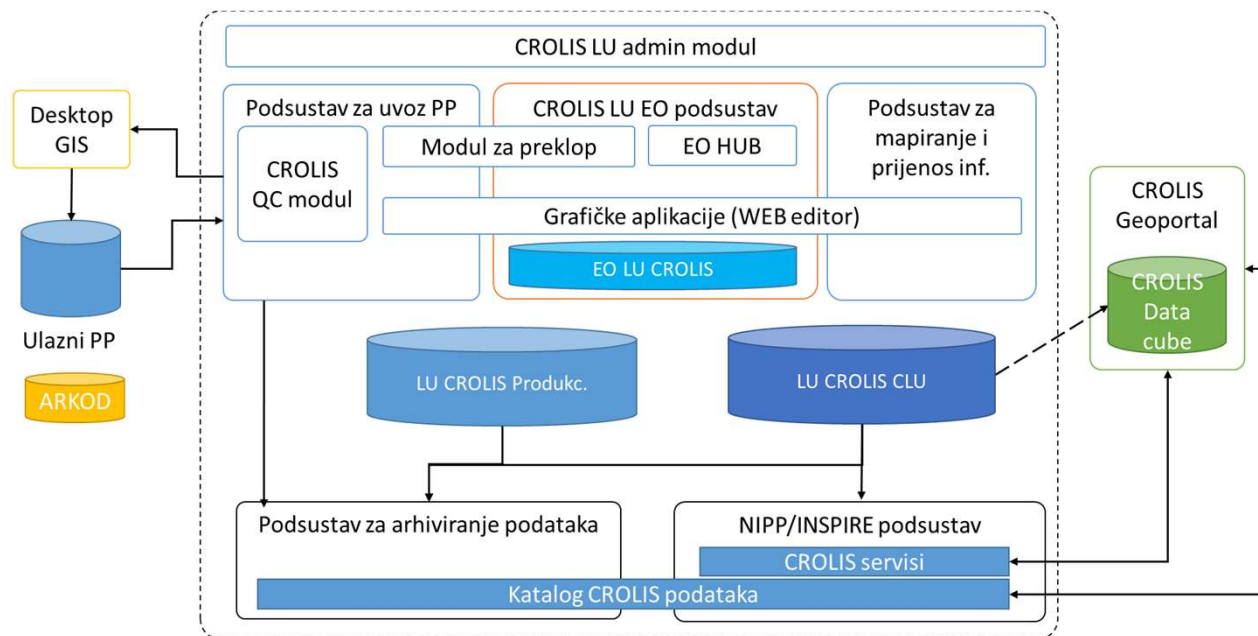 CROLIS LU admin modul
Desktop
GIS
Ulazni PP
ARKOD
Podsustav za uvoz PP
CROLIS
QC modul
CROLIS LU EO podsustav
Modul za preklop
EO HUB
Podsustav za
mapiranje i
prijenos inf.
Grafičke aplikacije (WEB editor)
EO LU CROLIS
CROLIS
Geoportal
CROLIS
Data
cube
LU CROLIS Produkc.
LU CROLIS CLU
Podsustav za arhiviranje podataka
NIPP/INSPIRE podsustav
CROLIS servisi
Katalog CROLIS podataka